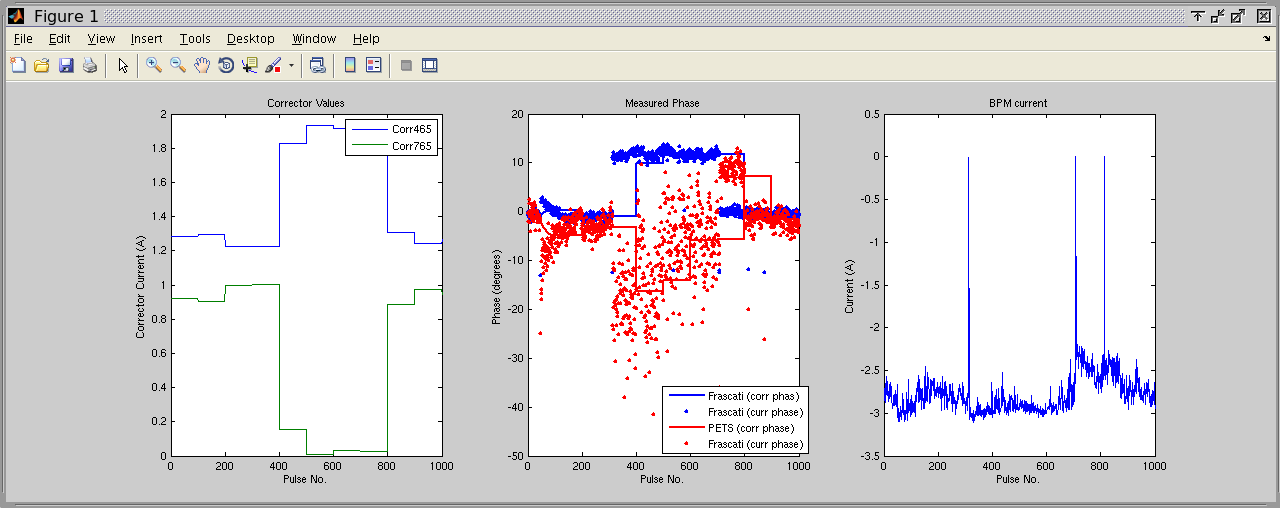 Figure 1
File Edit View Insert Tools Desktop Window Help
Corrector Values
Corrector Current (A)
2
1.8
1.6
1.4
1.2
1
0.8
0.6
0.4
0.2
0
0 200 400 600 800 1000
Pulse No.
Corr465
Corr765
Measured Phase
Phase (degrees)
20
10
0
-10
-20
-30
-40
-50
0 200 400 600 800 1000
Pulse No.
Frascati (corr phas)
Frascati (curr phase)
PETS (corr phase)
Frascati (curr phase)
BPM current
Current (A)
0.5
0
-0.5
-1
-1.5
-2
-2.5
-3
-3.5
0 200 400 600 800 1000
Pulse No.